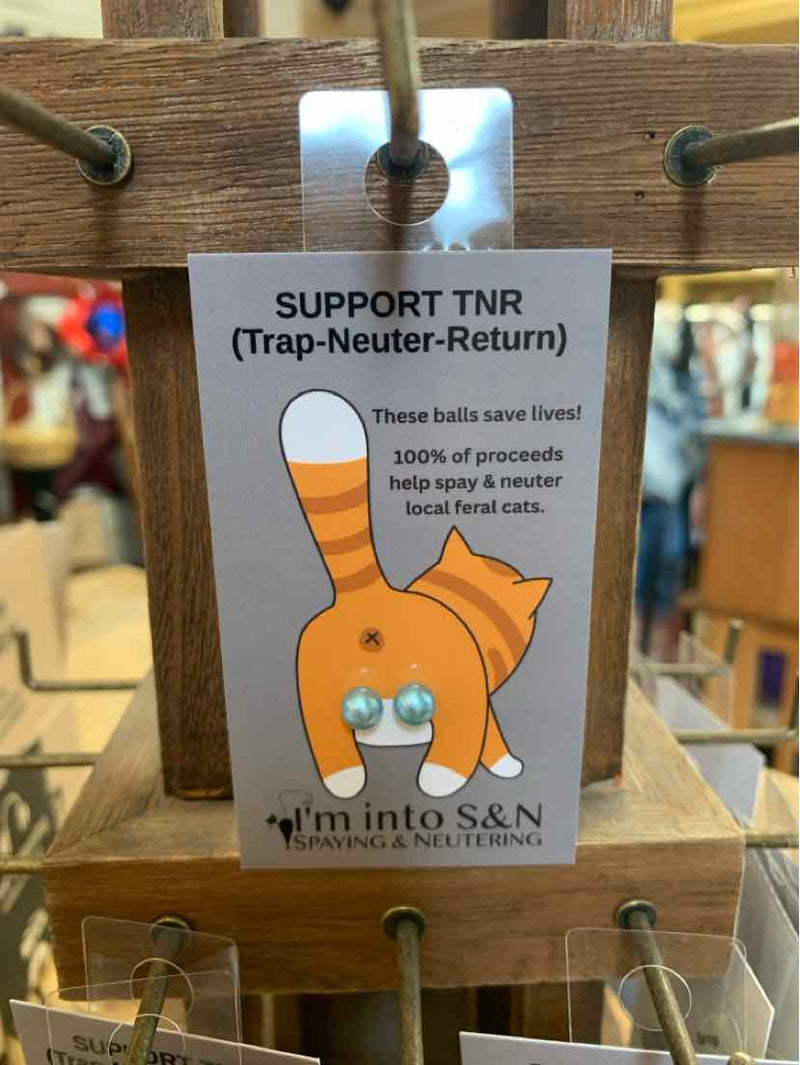 SUPPORT TNR
(Trap-Neuter-Return)
These balls save lives!
100% of proceeds
help spay & neuter
local feral cats.
I'm into S&N
SPAYING & NEUTERING
SUPPORT